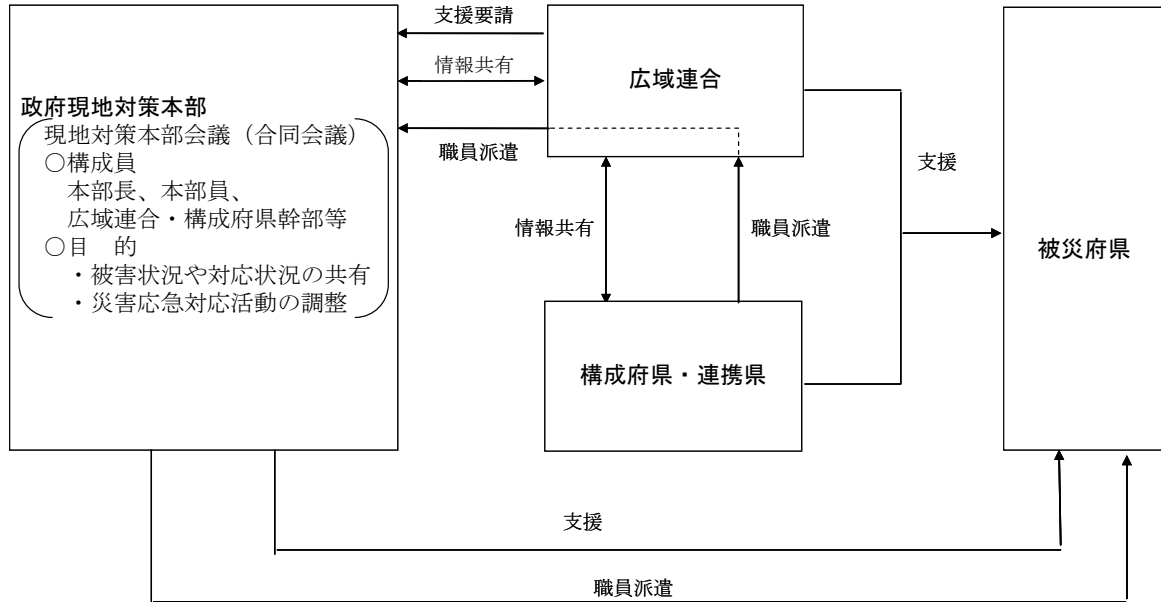 支援要請
情報共有
広域連合
政府現地対策本部
現地対策本部会議（合同会議）
○構成員
本部長、本部員、
広域連合・構成府県幹部等
○目　的
・被害状況や対応状況の共有
・災害応急対応活動の調整
職員派遣
支援
情報共有
職員派遣
被災府県
構成府県・連携県
支援
職員派遣